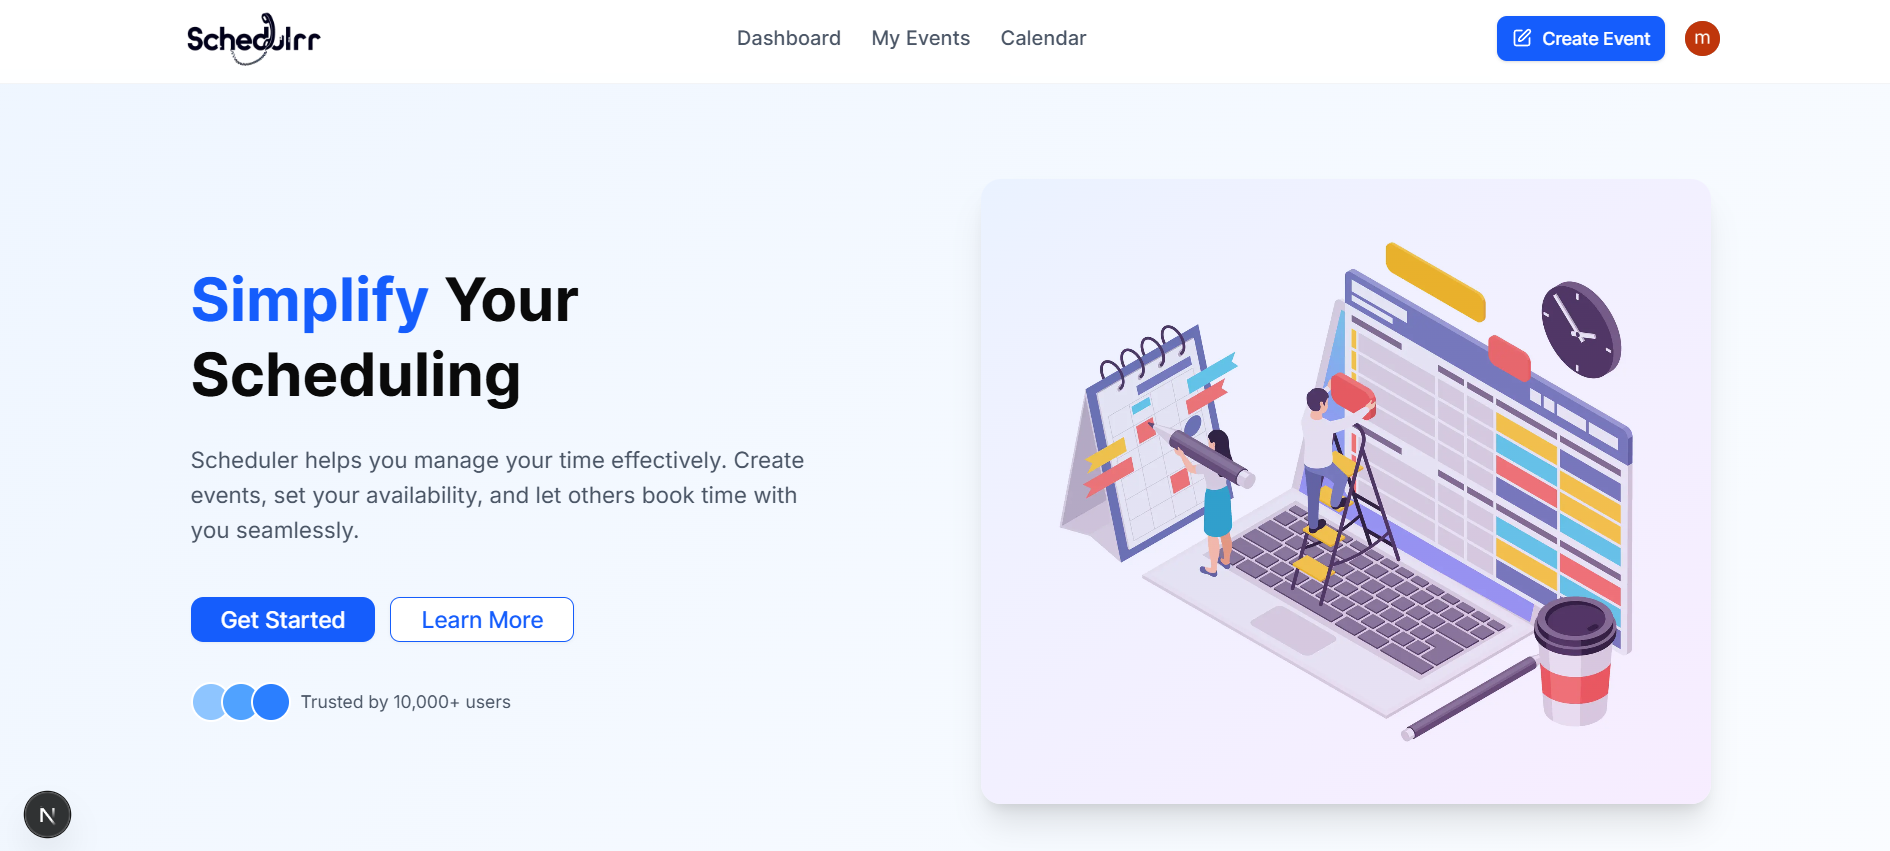 Schedulrr
Dashboard
My Events
Calendar
Create Event
m
Simplify Your
Scheduling
Scheduler helps you manage your time effectively. Create
events, set your availability, and let others book time with
you seamlessly.
Get Started
Learn More
Trusted by 10,000+ users
N